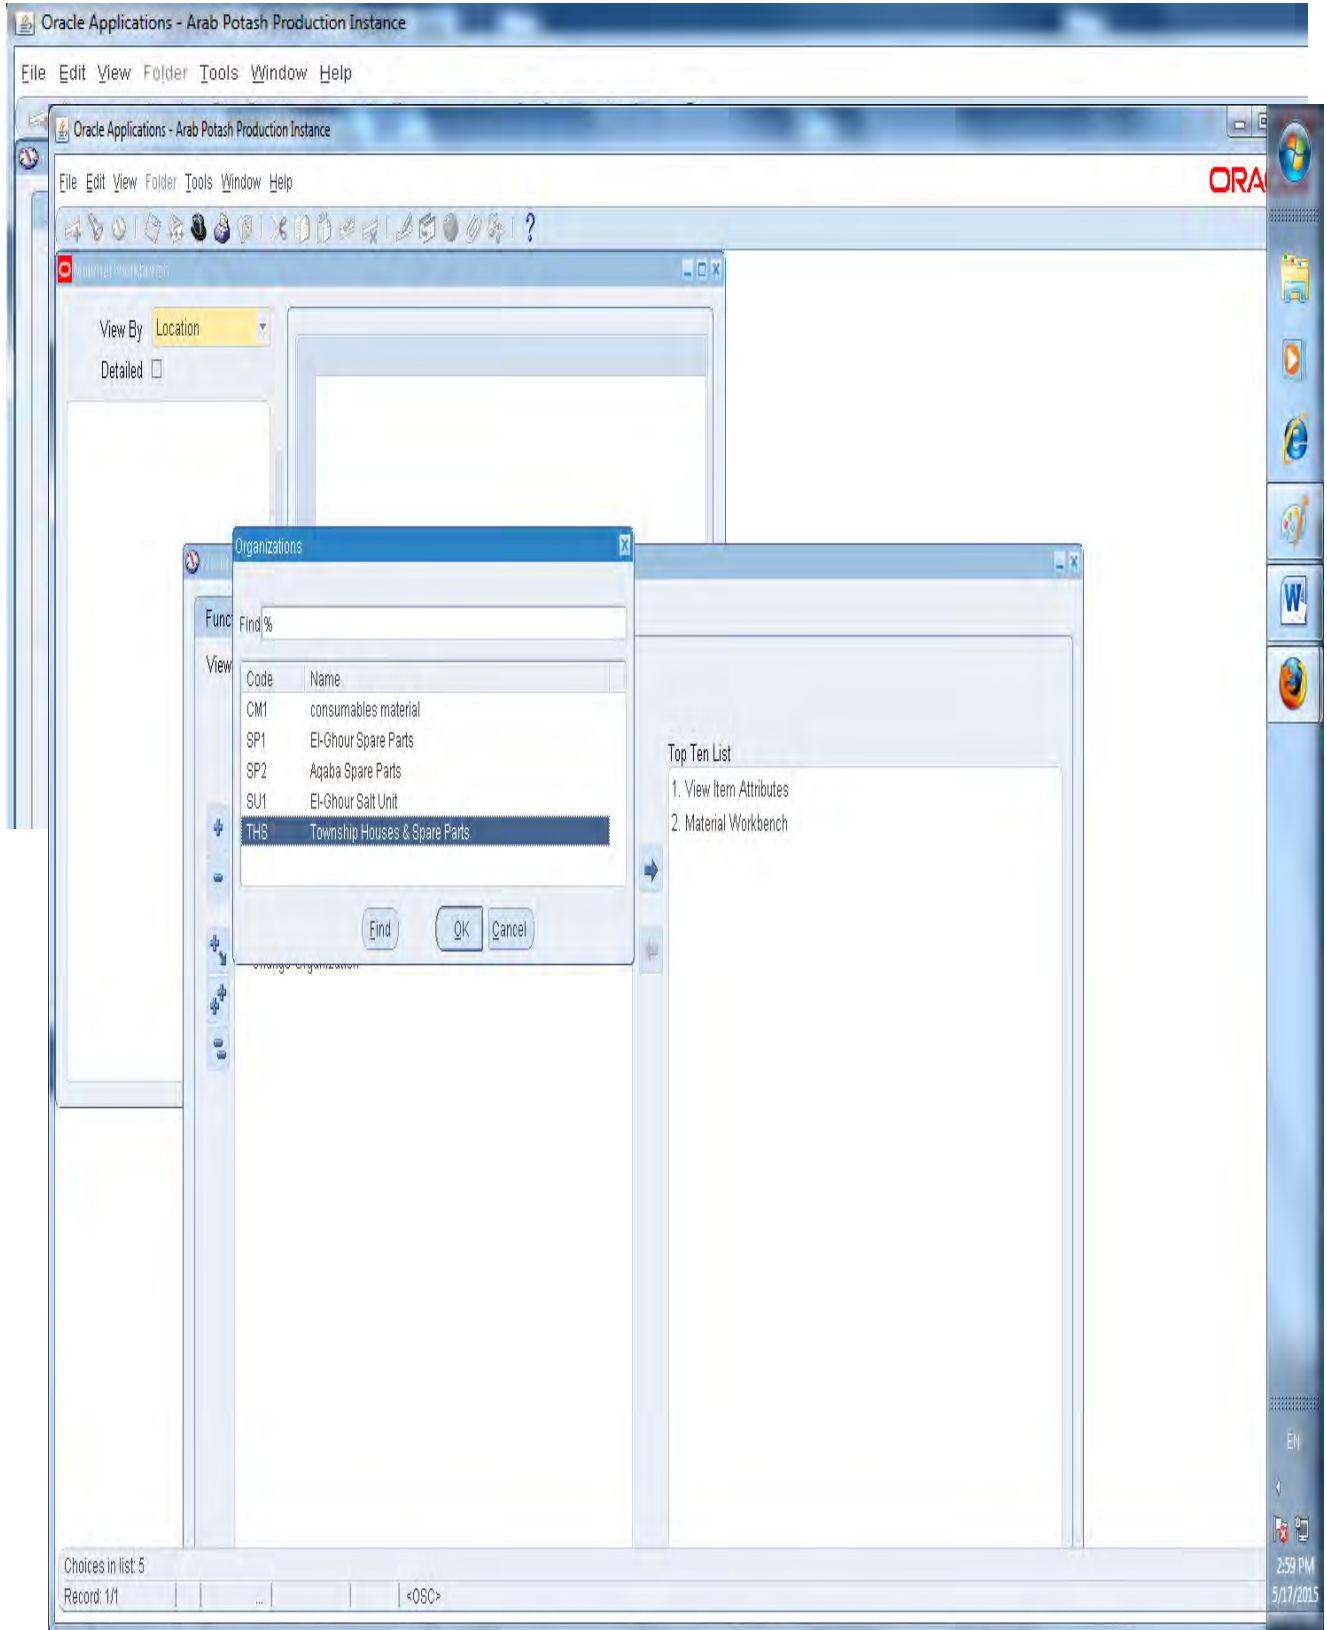 Oracle Applications - Arab Potash Production Instance
File Edit View Folder Tools Window Help
Oracle Applications - Arab Potash Production Instance
File Edit View Folder Tools Window Help
ORA
Material Workbench
View By Location
Detailed
Organizations
Func
Find %
View
Code Name
CM1 consumables material
SP1 El-Ghour Spare Parts
SP2 Aqaba Spare Parts
SU1 El-Ghour Salt Unit
THS Township Houses & Spare Parts
Find OK Cancel
Change Organization
Top Ten List
1. View Item Attributes
2. Material Workbench
EN
Choices in list: 5
Record: 1/1 ... <OSC>
2:59 PM
5/17/2015